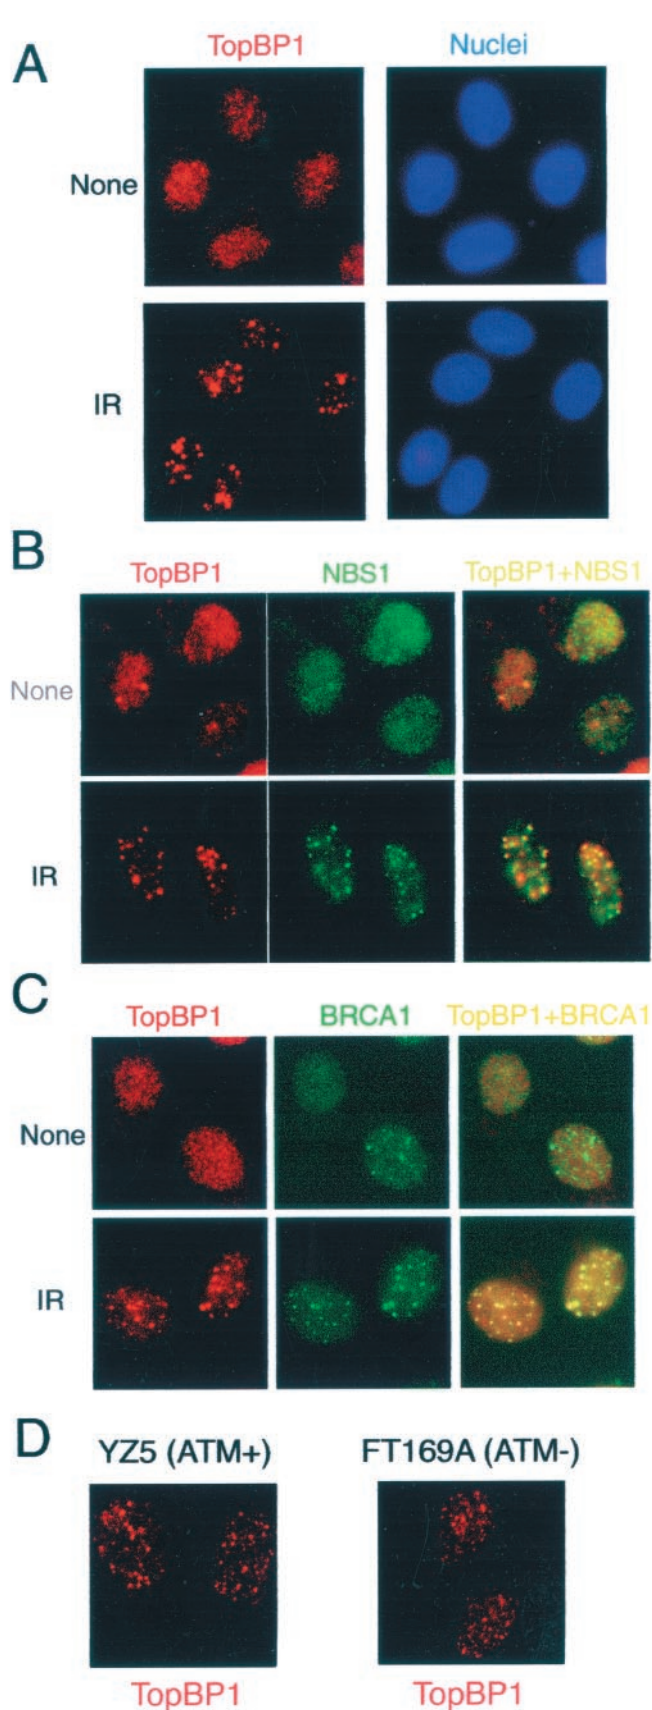 A
TopBP1 Nuclei
None
IR
B
TopBP1 NBS1 TopBP1+NBS1
None
IR
C
TopBP1 BRCA1 TopBP1+BRCA1
None
IR
D
YZ5 (ATM+) FT169A (ATM-)
TopBP1 TopBP1